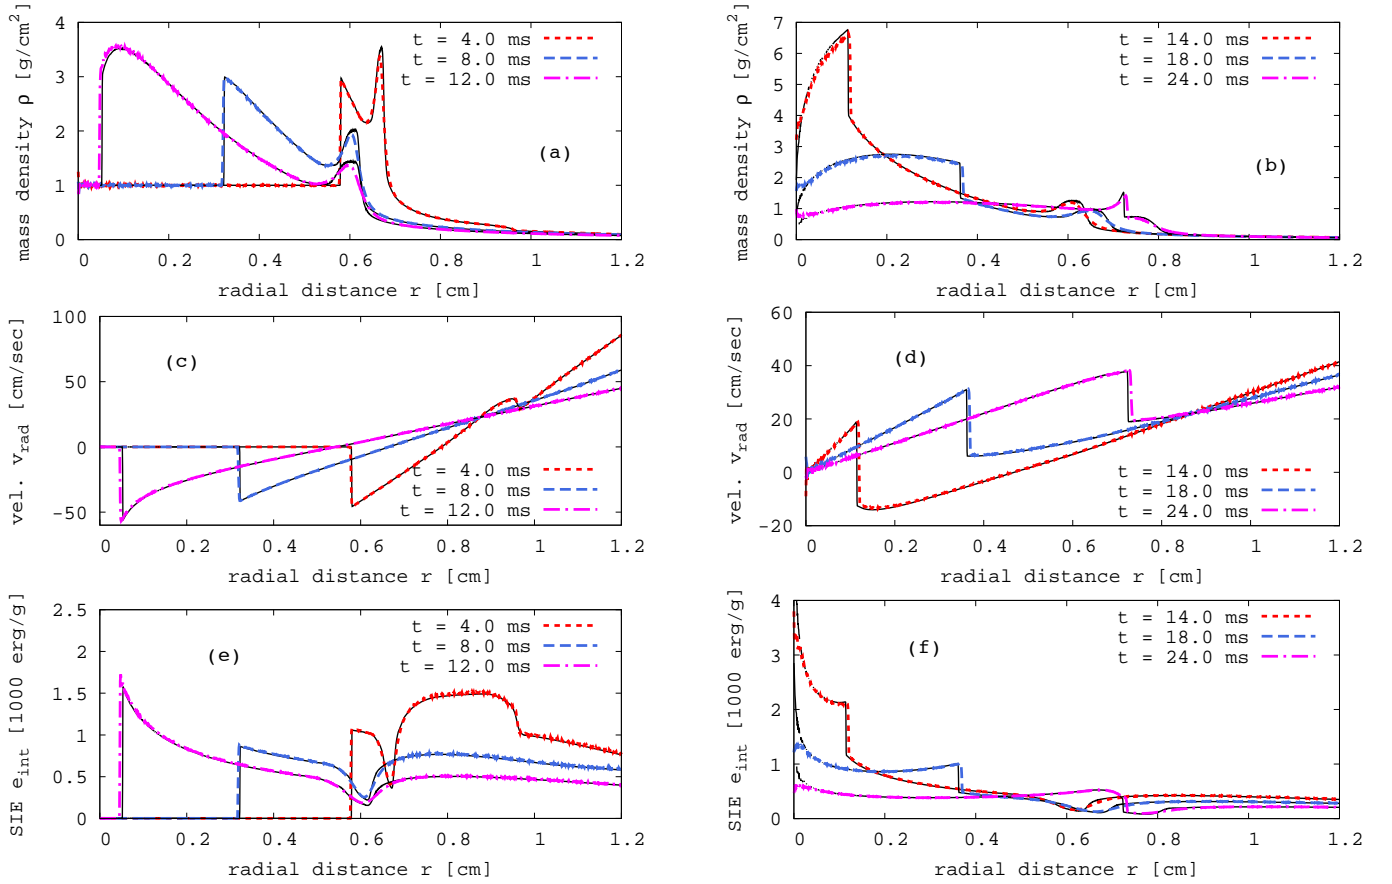 mass density ρ [g/cm²]
4
3
2
1
0
t = 4.0 ms
t = 8.0 ms
t = 12.0 ms
(a)
0 0.2 0.4 0.6 0.8 1 1.2
radial distance r [cm]
mass density ρ [g/cm²]
7
6
5
4
3
2
1
0
t = 14.0 ms
t = 18.0 ms
t = 24.0 ms
(b)
0 0.2 0.4 0.6 0.8 1 1.2
radial distance r [cm]
vel. v_rad [cm/sec]
100
50
0
-50
(c)
t = 4.0 ms
t = 8.0 ms
t = 12.0 ms
0 0.2 0.4 0.6 0.8 1 1.2
radial distance r [cm]
vel. v_rad [cm/sec]
60
40
20
0
-20
(d)
t = 14.0 ms
t = 18.0 ms
t = 24.0 ms
0 0.2 0.4 0.6 0.8 1 1.2
radial distance r [cm]
SIE e_int [1000 erg/g]
2.5
2
1.5
1
0.5
0
t = 4.0 ms
t = 8.0 ms
t = 12.0 ms
(e)
0 0.2 0.4 0.6 0.8 1 1.2
radial distance r [cm]
SIE e_int [1000 erg/g]
4
3
2
1
0
t = 14.0 ms
t = 18.0 ms
t = 24.0 ms
(f)
0 0.2 0.4 0.6 0.8 1 1.2
radial distance r [cm]